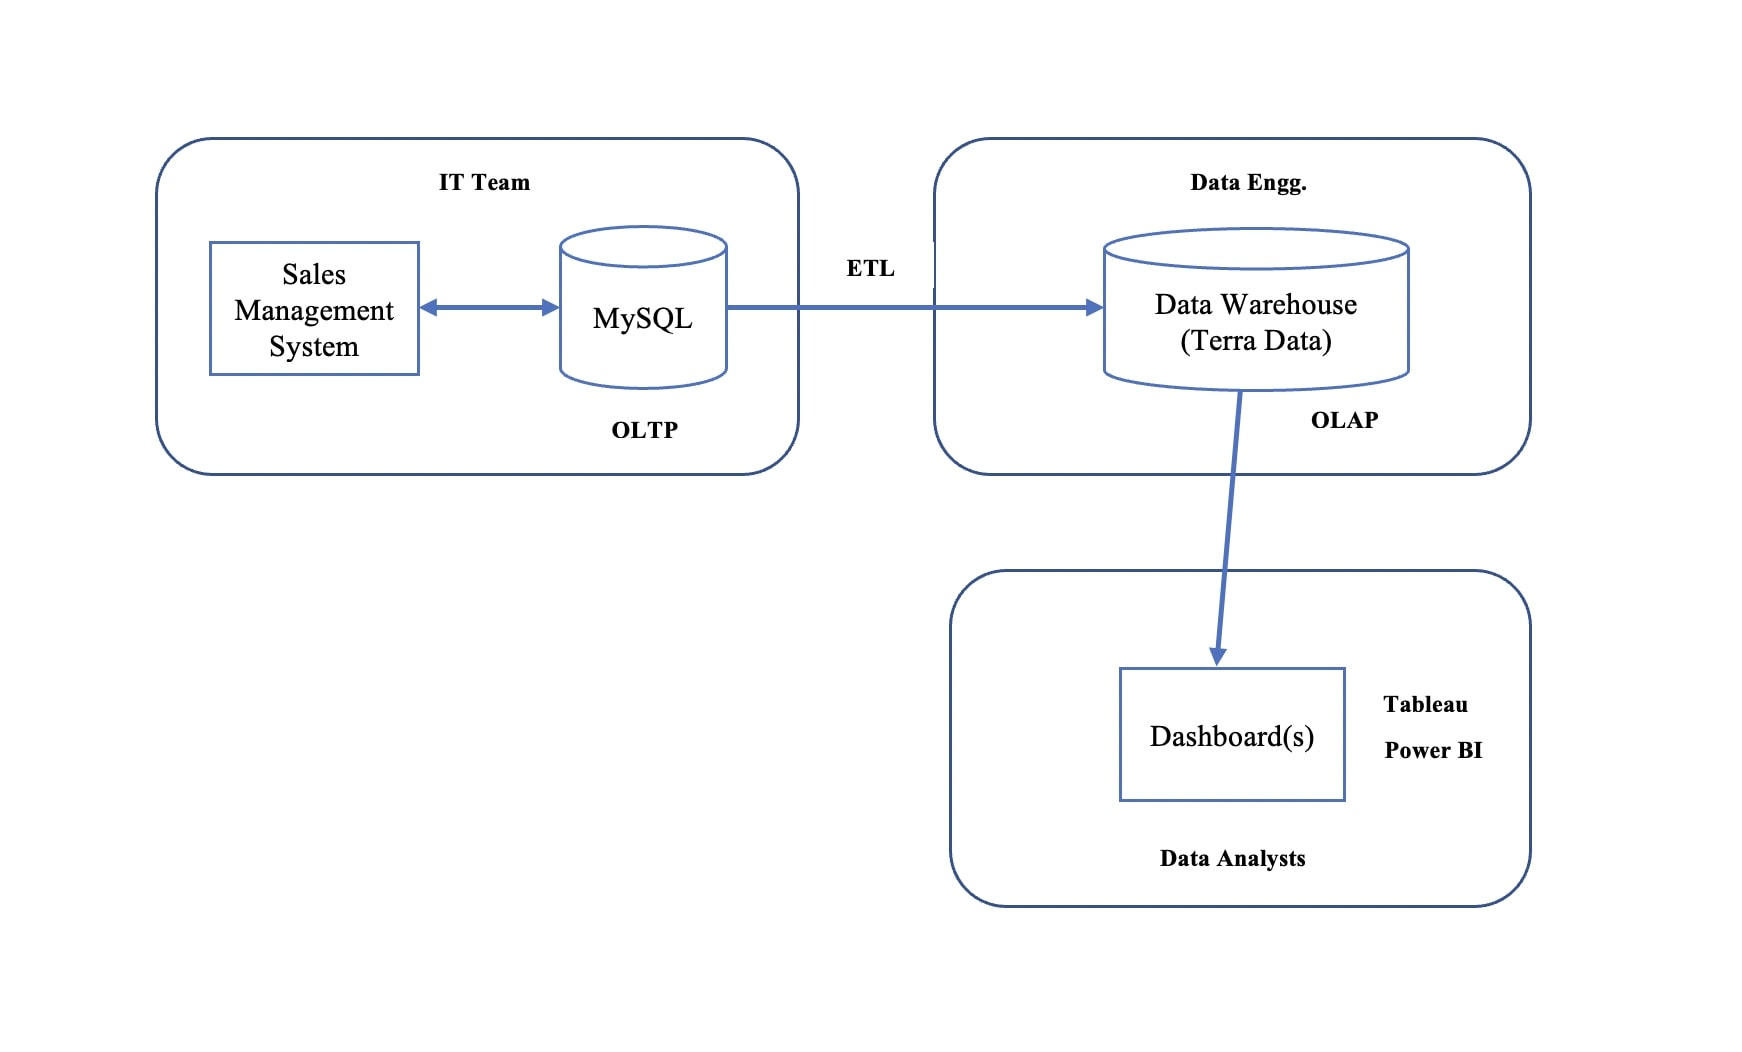 IT Team
Sales
Management
System
MySQL
OLTP
ETL
Data Engg.
Data Warehouse
(Terra Data)
OLAP
Dashboard(s)
Tableau
Power BI
Data Analysts